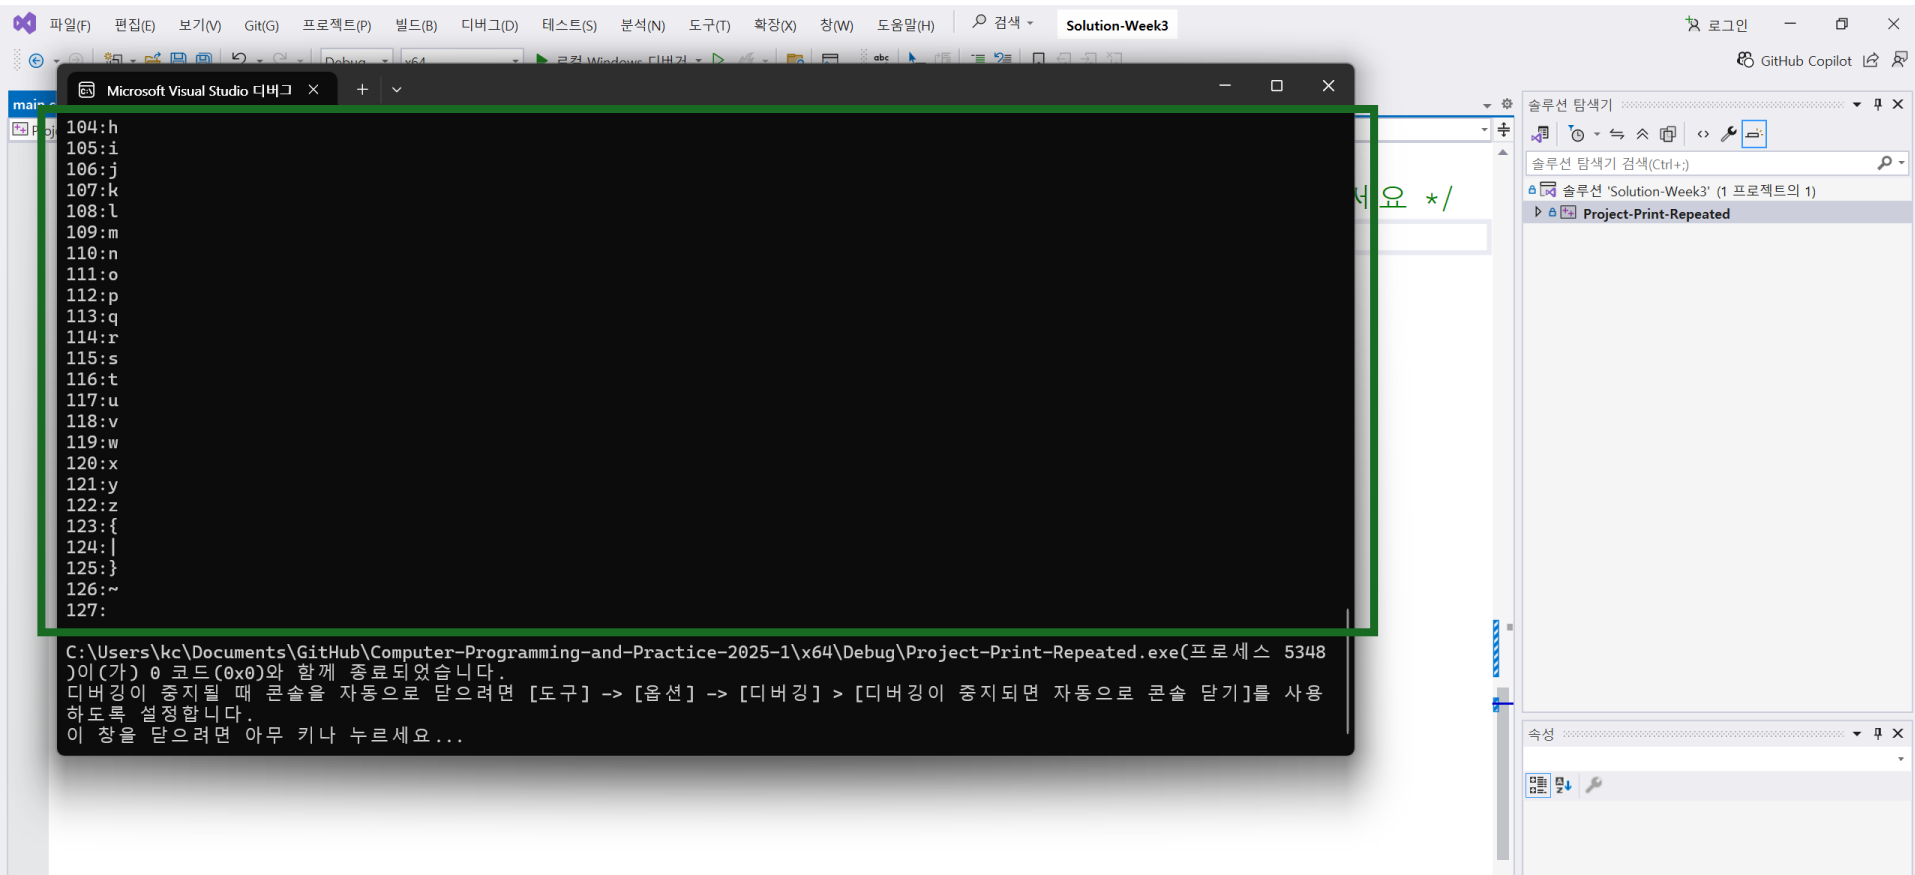 파일(F) 편집(E) 보기(V) Git(G) 프로젝트(P) 빌드(B) 디버그(D) 테스트(S) 분석(N) 도구(T) 확장(X) 창(W) 도움말(H) 검색 Solution-Week3 로그인
Debug x64 로컬 Windows 디버거 GitHub Copilot
Microsoft Visual Studio 디버그
main.c
104:h
105:i
106:j
107:k
108:l
109:m
110:n
111:o
112:p
113:q
114:r
115:s
116:t
117:u
118:v
119:w
120:x
121:y
122:z
123:{
124:|
125:}
126:~
127:
C:\Users\kc\Documents\GitHub\Computer-Programming-and-Practice-2025-1\x64\Debug\Project-Print-Repeated.exe(프로세스 5348
)이(가) 0 코드(0x0)와 함께 종료되었습니다.
디버깅이 중지될 때 콘솔을 자동으로 닫으려면 [도구] -> [옵션] -> [디버깅] > [디버깅이 중지되면 자동으로 콘솔 닫기]를 사용
하도록 설정합니다.
이 창을 닫으려면 아무 키나 누르세요...
요 */
솔루션 탐색기
솔루션 탐색기 검색(Ctrl+;)
솔루션 'Solution-Week3' (1 프로젝트의 1)
Project-Print-Repeated
속성